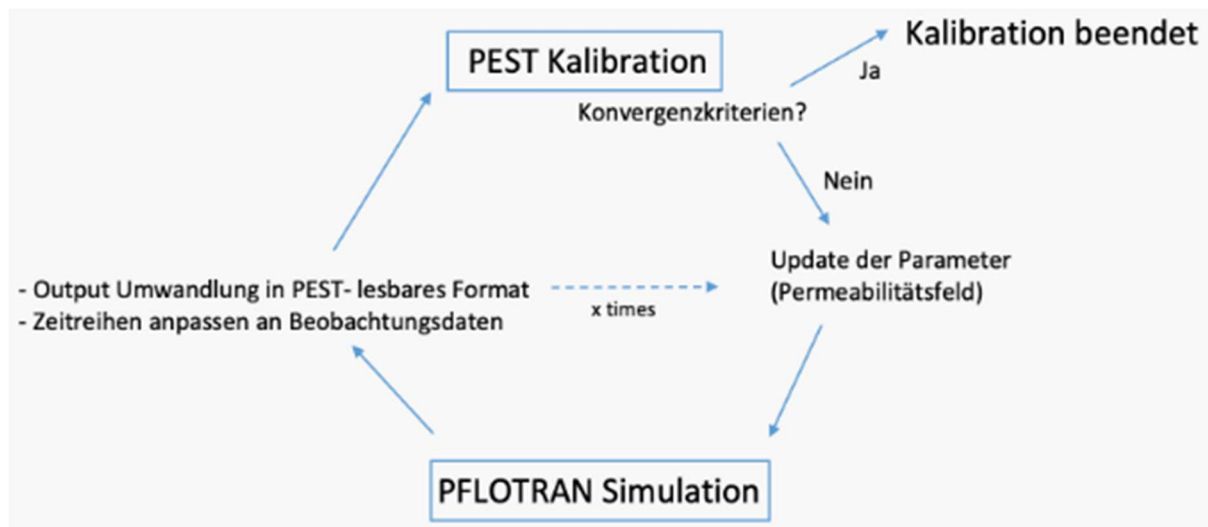 PEST Kalibration
Kalibration beendet
Ja
Konvergenzkriterien?
Nein
Update der Parameter
(Permeabilitätsfeld)
- Output Umwandlung in PEST- lesbares Format
- Zeitreihen anpassen an Beobachtungsdaten
x times
PFLOTRAN Simulation